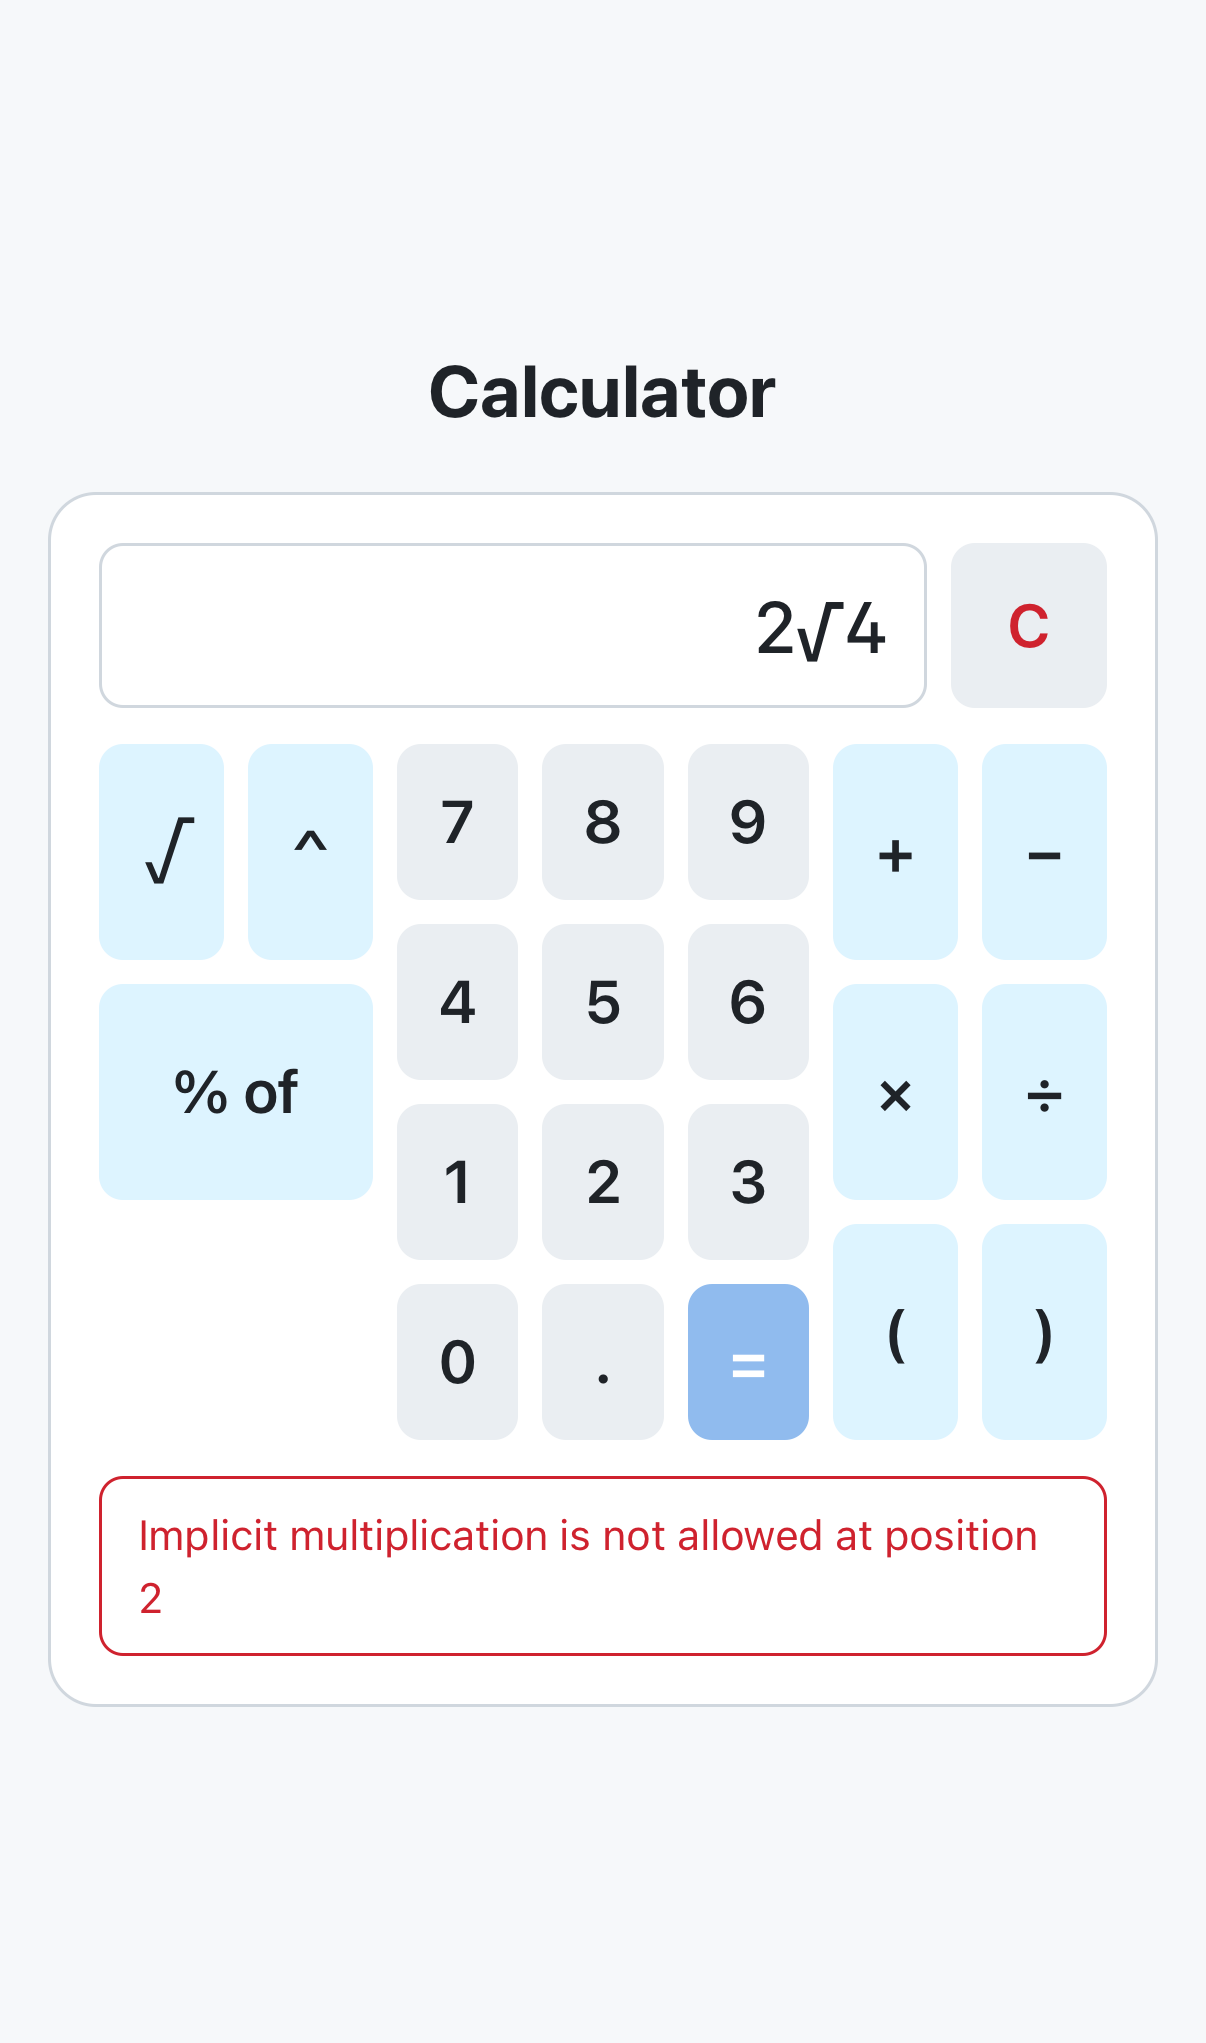 Calculator
2√4
C
√ ^ 7 8 9 + −
4 5 6
% of × ÷
1 2 3
( )
0 . =
Implicit multiplication is not allowed at position
2